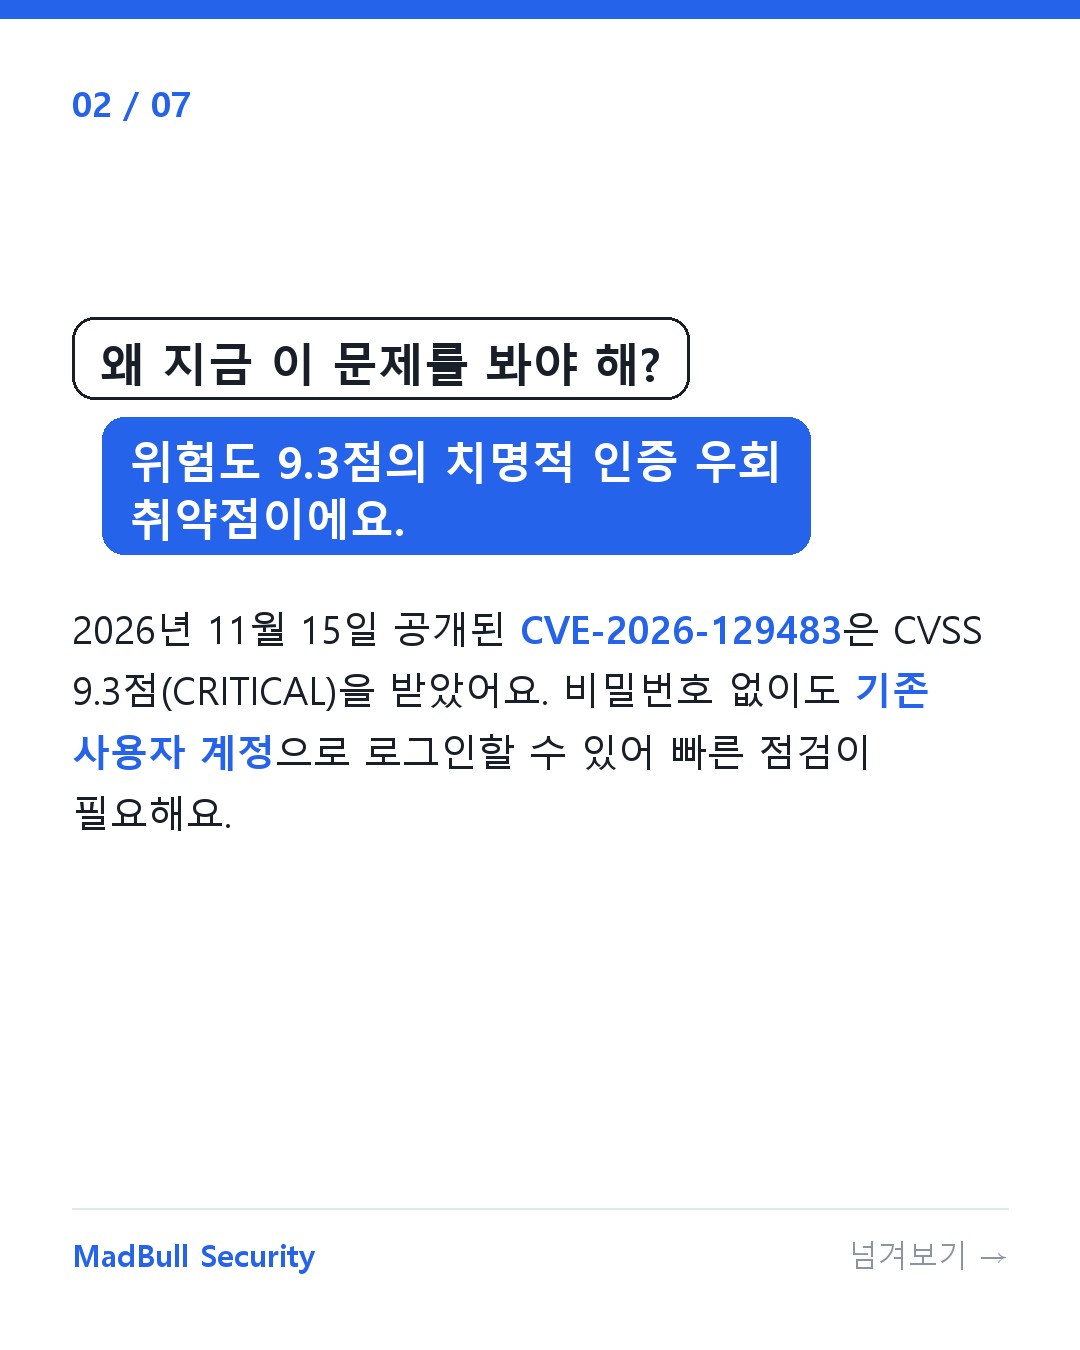 02 / 07
왜 지금 이 문제를 봐야 해?
위험도 9.3점의 치명적 인증 우회
취약점이에요.
2026년 11월 15일 공개된 CVE-2026-129483은 CVSS
9.3점(CRITICAL)을 받았어요. 비밀번호 없이도 기존
사용자 계정으로 로그인할 수 있어 빠른 점검이
필요해요.
MadBull Security
넘겨보기 →